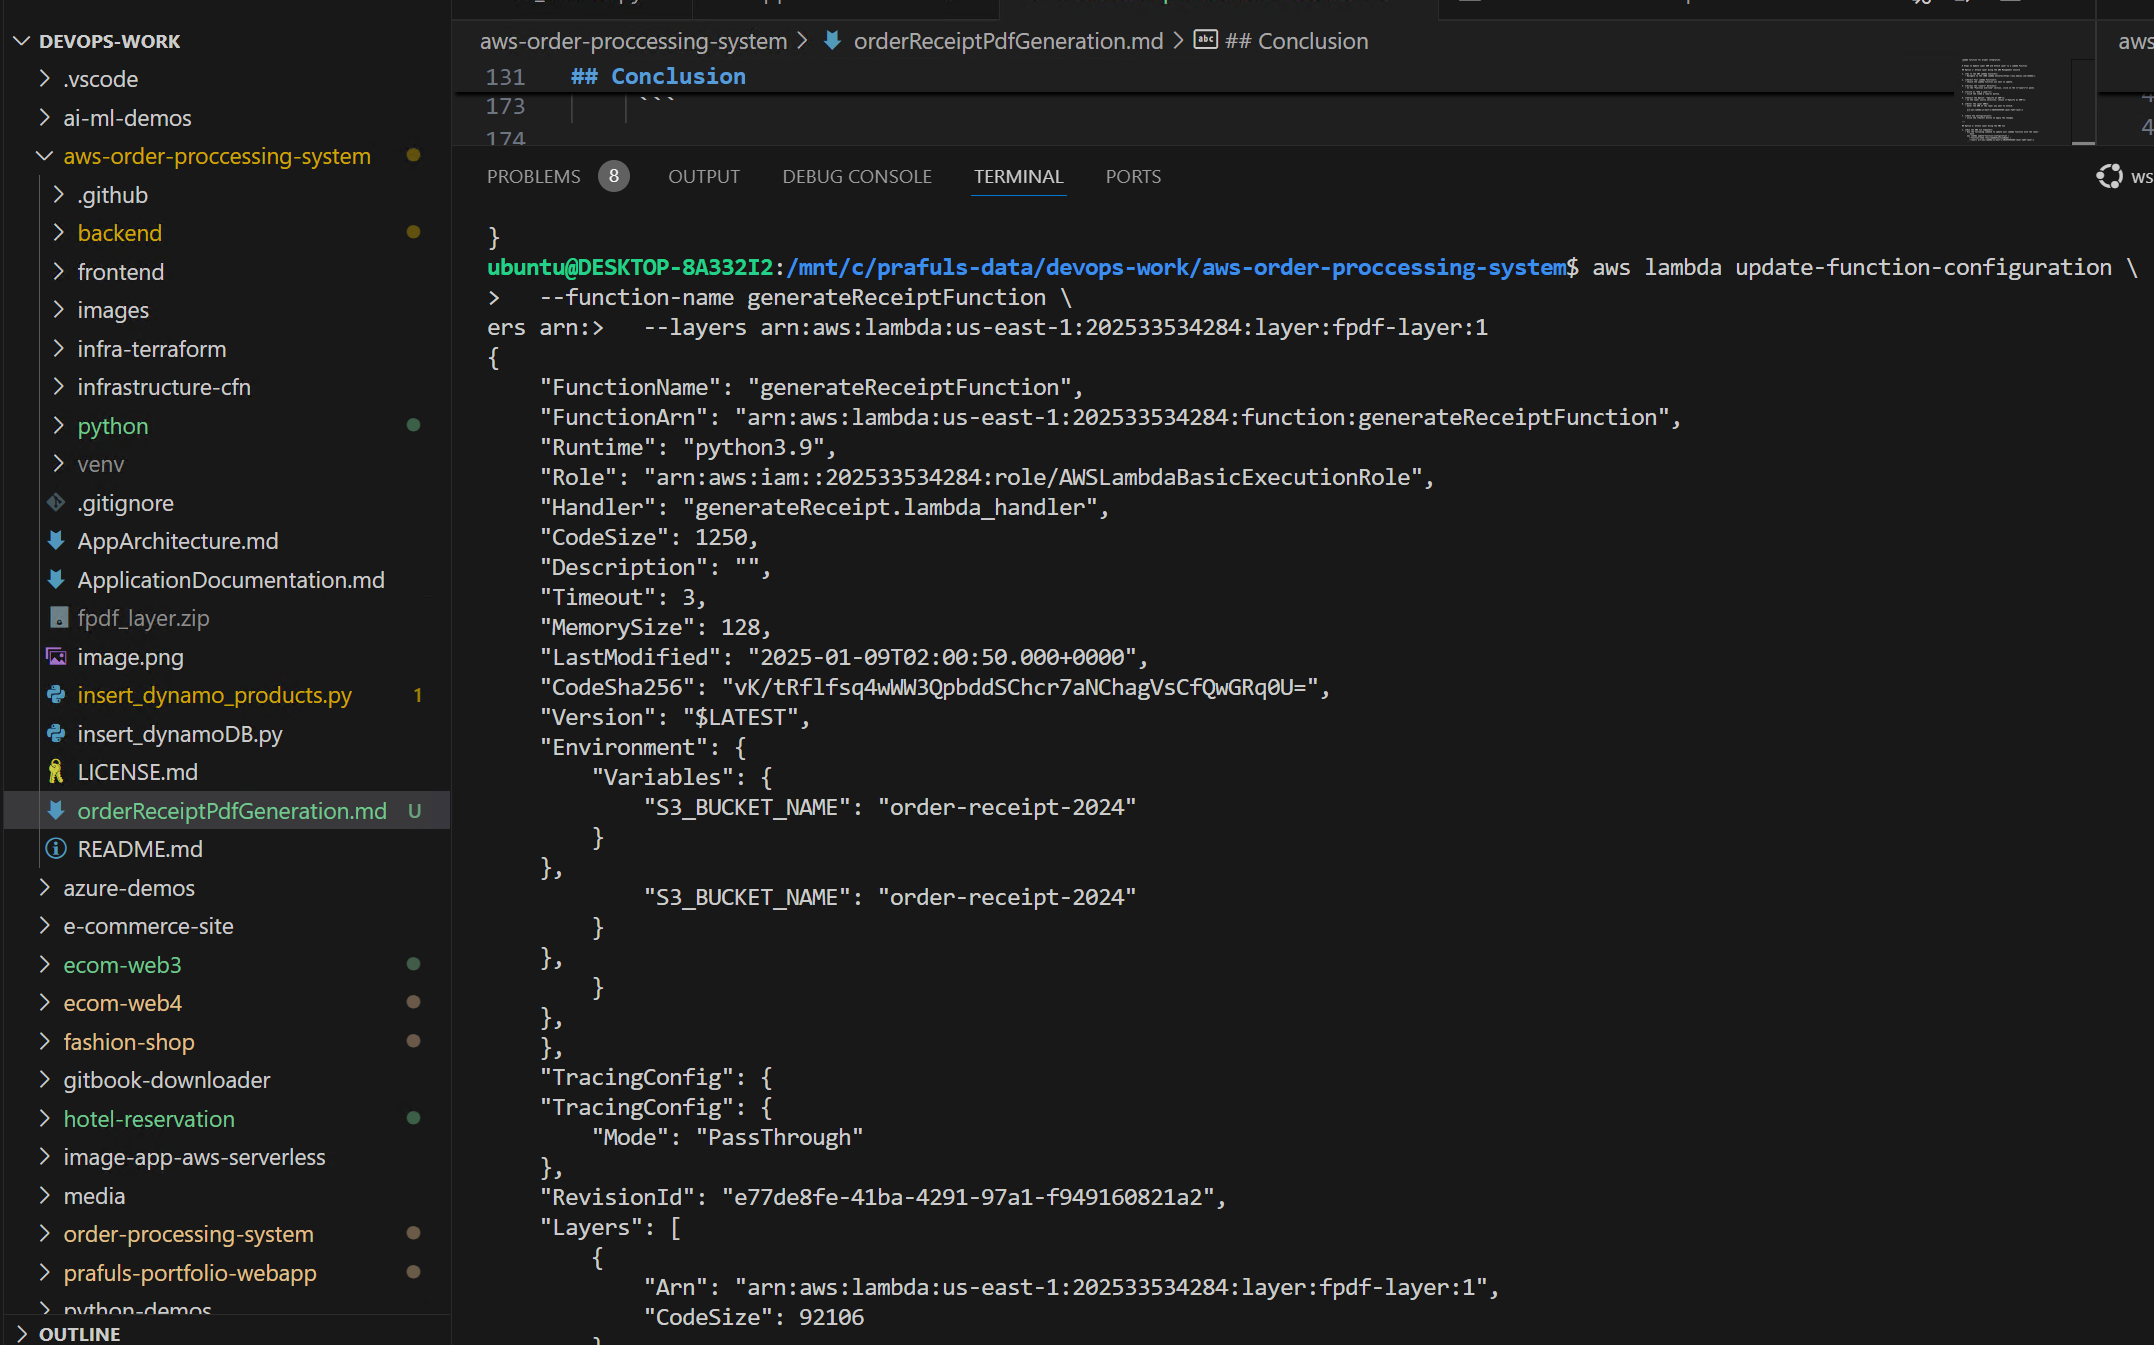 DEVOPS-WORK
.vscode
ai-ml-demos
aws-order-proccessing-system
.github
backend
frontend
images
infra-terraform
infrastructure-cfn
python
venv
.gitignore
AppArchitecture.md
ApplicationDocumentation.md
fpdf_layer.zip
image.png
insert_dynamo_products.py 1
insert_dynamoDB.py
LICENSE.md
orderReceiptPdfGeneration.md U
README.md
azure-demos
e-commerce-site
ecom-web3
ecom-web4
fashion-shop
gitbook-downloader
hotel-reservation
image-app-aws-serverless
media
order-processing-system
prafuls-portfolio-webapp
python-demos
OUTLINE
aws-order-proccessing-system > orderReceiptPdfGeneration.md > ## Conclusion
aws
131 ## Conclusion
173 ```
174
PROBLEMS 8 OUTPUT DEBUG CONSOLE TERMINAL PORTS
ws
}
ubuntu@DESKTOP-8A332I2:/mnt/c/prafuls-data/devops-work/aws-order-proccessing-system$ aws lambda update-function-configuration \
> --function-name generateReceiptFunction \
ers arn:> --layers arn:aws:lambda:us-east-1:202533534284:layer:fpdf-layer:1
{
"FunctionName": "generateReceiptFunction",
"FunctionArn": "arn:aws:lambda:us-east-1:202533534284:function:generateReceiptFunction",
"Runtime": "python3.9",
"Role": "arn:aws:iam::202533534284:role/AWSLambdaBasicExecutionRole",
"Handler": "generateReceipt.lambda_handler",
"CodeSize": 1250,
"Description": "",
"Timeout": 3,
"MemorySize": 128,
"LastModified": "2025-01-09T02:00:50.000+0000",
"CodeSha256": "vK/tRflfsq4wWW3QpbddSChcr7aNChagVsCfQwGRq0U=",
"Version": "$LATEST",
"Environment": {
"Variables": {
"S3_BUCKET_NAME": "order-receipt-2024"
}
},
"S3_BUCKET_NAME": "order-receipt-2024"
}
},
}
},
},
"TracingConfig": {
"TracingConfig": {
"Mode": "PassThrough"
},
"RevisionId": "e77de8fe-41ba-4291-97a1-f949160821a2",
"Layers": [
{
"Arn": "arn:aws:lambda:us-east-1:202533534284:layer:fpdf-layer:1",
"CodeSize": 92106